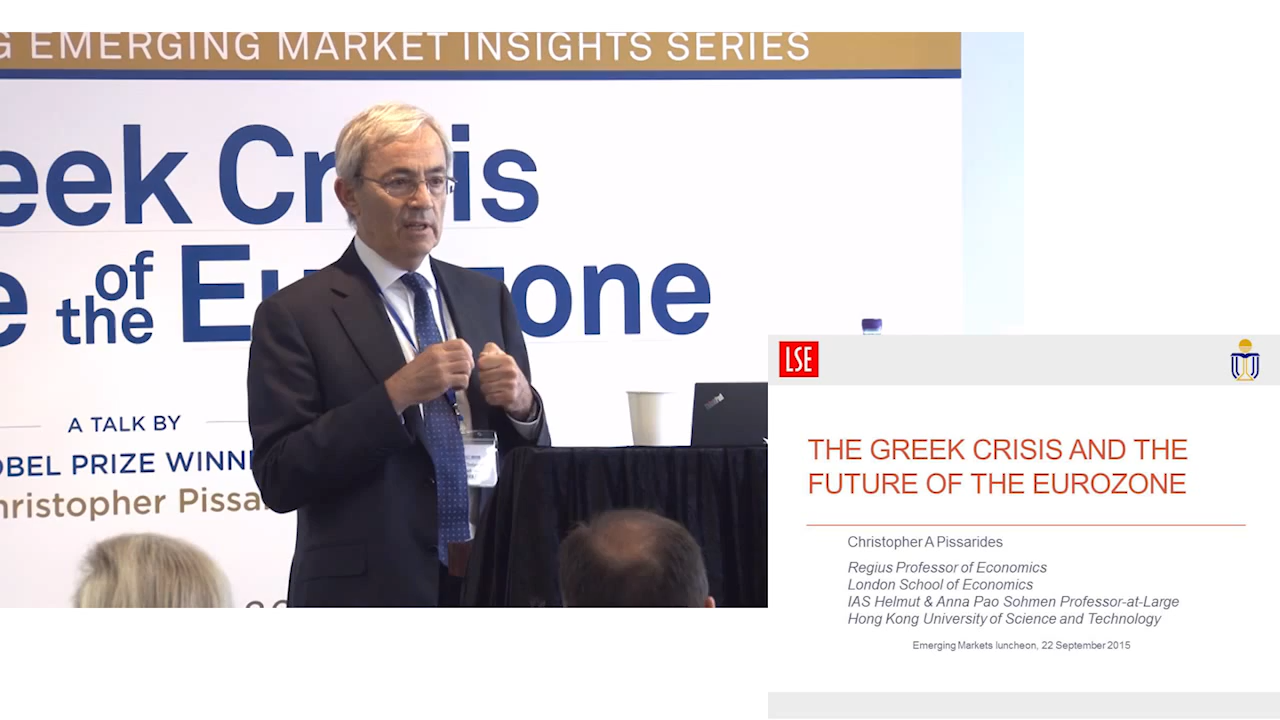 G EMERGING MARKET INSIGHTS SERIES
eek Cr is
e of the Eu zone
A TALK BY
OBEL PRIZE WINN
hristopher Pissa
LSE
THE GREEK CRISIS AND THE
FUTURE OF THE EUROZONE
Christopher A Pissarides
Regius Professor of Economics
London School of Economics
IAS Helmut & Anna Pao Sohmen Professor-at-Large
Hong Kong University of Science and Technology
Emerging Markets luncheon, 22 September 2015